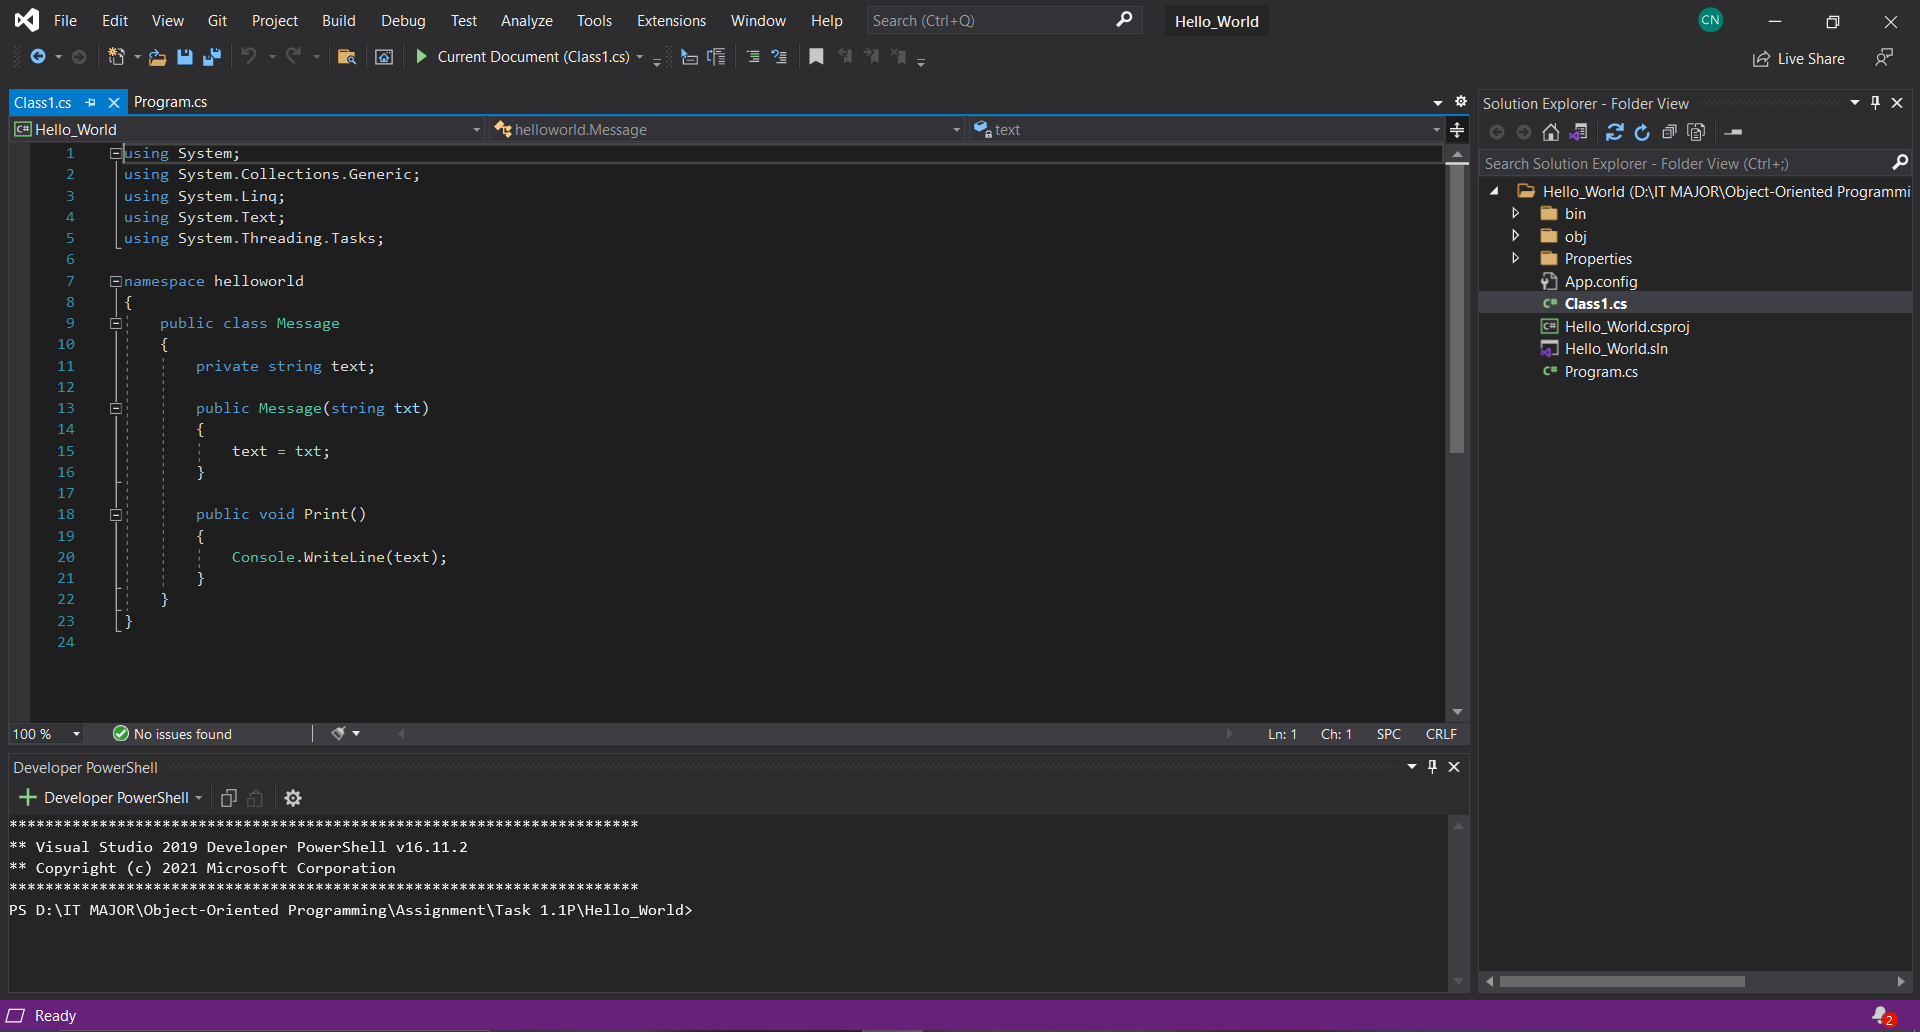 File Edit View Git Project Build Debug Test Analyze Tools Extensions Window Help Search (Ctrl+Q) Hello_World CN
Current Document (Class1.cs) Live Share
Class1.cs Program.cs
Hello_World helloworld.Message text
1 using System;
2 using System.Collections.Generic;
3 using System.Linq;
4 using System.Text;
5 using System.Threading.Tasks;
6
7 namespace helloworld
8 {
9 public class Message
10 {
11 private string text;
12
13 public Message(string txt)
14 {
15 text = txt;
16 }
17
18 public void Print()
19 {
20 Console.WriteLine(text);
21 }
22 }
23 }
24
100 % No issues found Ln: 1 Ch: 1 SPC CRLF
Developer PowerShell
Developer PowerShell
**********************************************************************
** Visual Studio 2019 Developer PowerShell v16.11.2
** Copyright (c) 2021 Microsoft Corporation
**********************************************************************
PS D:\IT MAJOR\Object-Oriented Programming\Assignment\Task 1.1P\Hello_World>
Solution Explorer - Folder View
Search Solution Explorer - Folder View (Ctrl+;)
Hello_World (D:\IT MAJOR\Object-Oriented Programmi
bin
obj
Properties
App.config
C# Class1.cs
C# Hello_World.csproj
Hello_World.sln
C# Program.cs
Ready 2